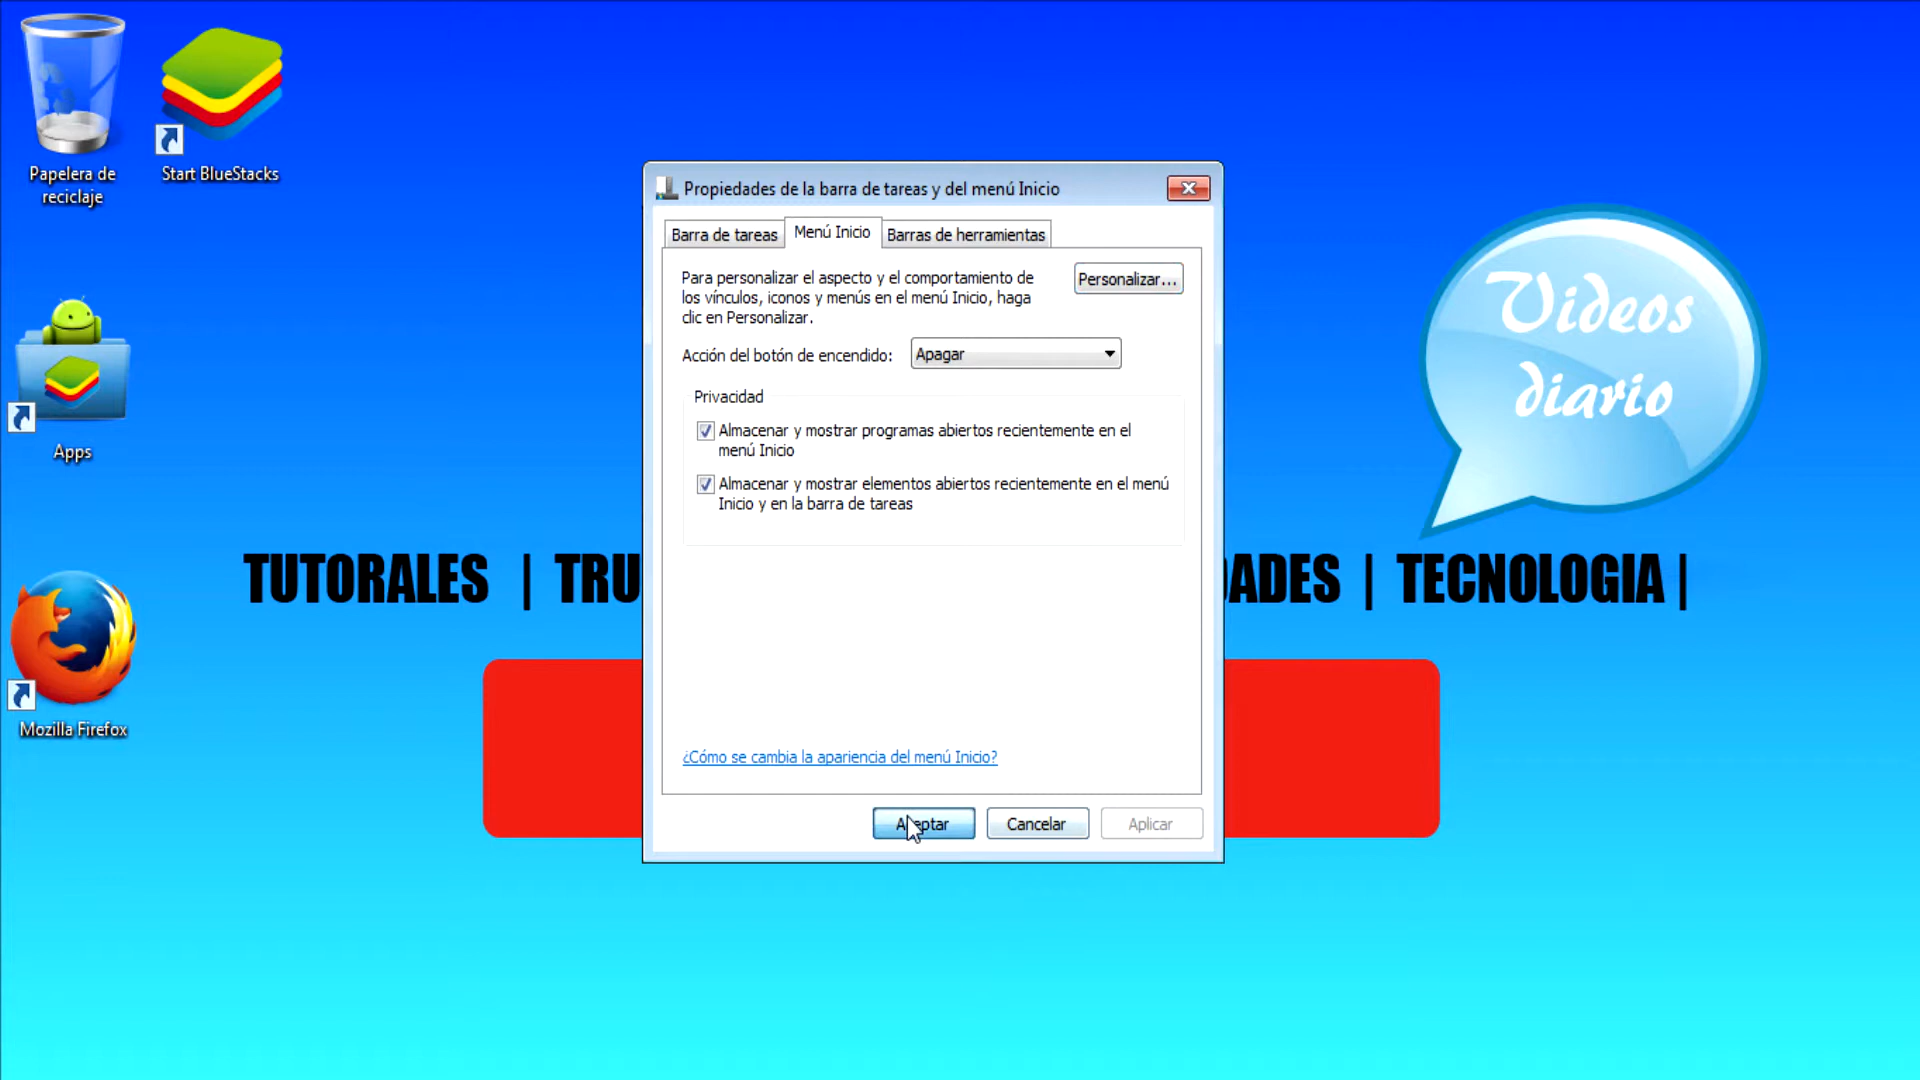 Papelera de
reciclaje
Start BlueStacks
Apps
Mozilla Firefox
Propiedades de la barra de tareas y del menú Inicio
Barra de tareas
Menú Inicio
Barras de herramientas
Para personalizar el aspecto y el comportamiento de
los vínculos, iconos y menús en el menú Inicio, haga
clic en Personalizar.
Personalizar...
Acción del botón de encendido:
Apagar
Privacidad
Almacenar y mostrar programas abiertos recientemente en el
menú Inicio
Almacenar y mostrar elementos abiertos recientemente en el menú
Inicio y en la barra de tareas
¿Cómo se cambia la apariencia del menú Inicio?
Aceptar
Cancelar
Aplicar
Videos
diario
TUTORALES | TRU
DADES | TECNOLOGIA |